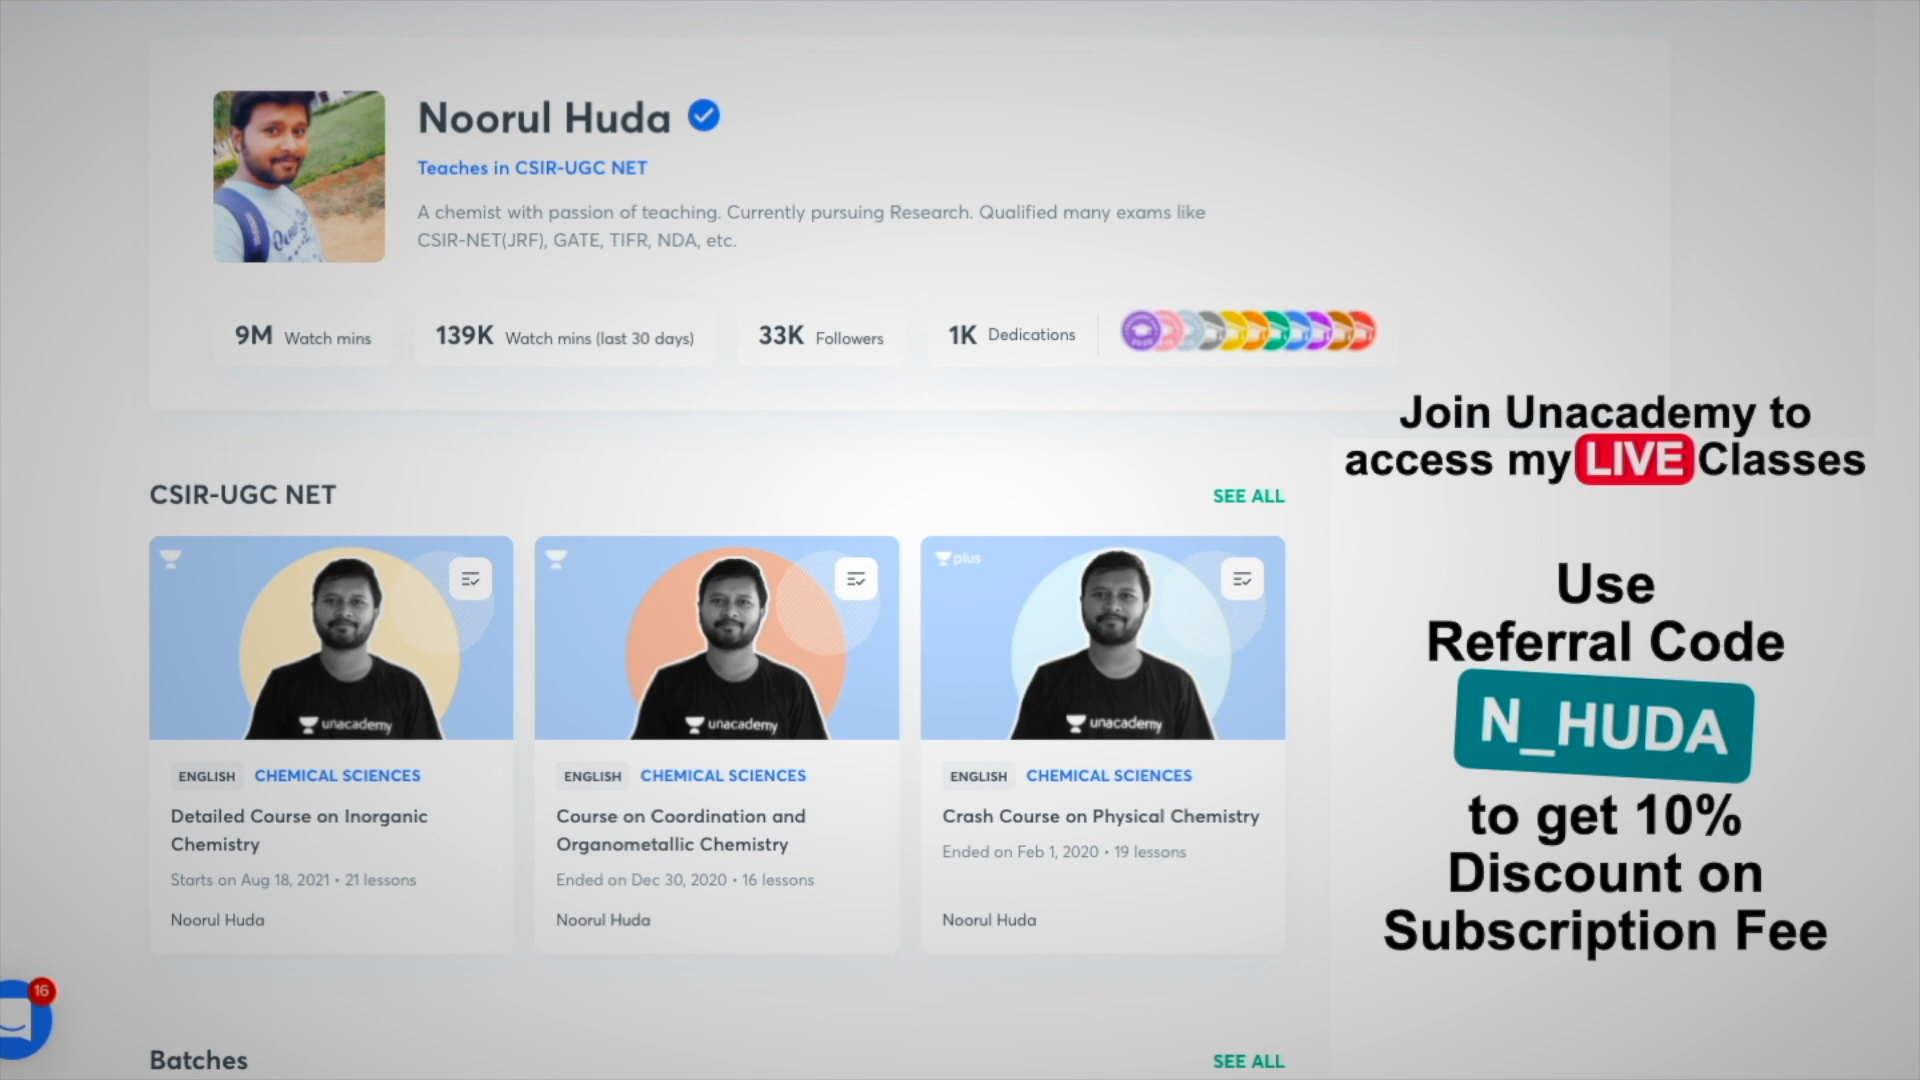 Noorul Huda
Teaches in CSIR-UGC NET
A chemist with passion of teaching. Currently pursuing Research. Qualified many exams like
CSIR-NET(JRF), GATE, TIFR, NDA, etc.
9M Watch mins
139K Watch mins (last 30 days)
33K Followers
1K Dedications
Join Unacademy to
access my LIVE Classes
CSIR-UGC NET
SEE ALL
plus
unacademy
unacademy
unacademy
ENGLISH CHEMICAL SCIENCES
Detailed Course on Inorganic
Chemistry
Starts on Aug 18, 2021 • 21 lessons
Noorul Huda
ENGLISH CHEMICAL SCIENCES
Course on Coordination and
Organometallic Chemistry
Ended on Dec 30, 2020 • 16 lessons
Noorul Huda
ENGLISH CHEMICAL SCIENCES
Crash Course on Physical Chemistry
Ended on Feb 1, 2020 • 19 lessons
Noorul Huda
Use
Referral Code
N_HUDA
to get 10%
Discount on
Subscription Fee
16
Batches
SEE ALL